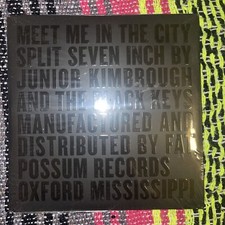 MEET ME IN THE CITY
SPLIT SEVEN INCH BY
JUNIOR KIMBROUGH
AND THE BLACK KEYS
MANUFACTURED AND
DISTRIBUTED BY FAT
POSSUM RECORDS
OXFORD MISSISSIPPI